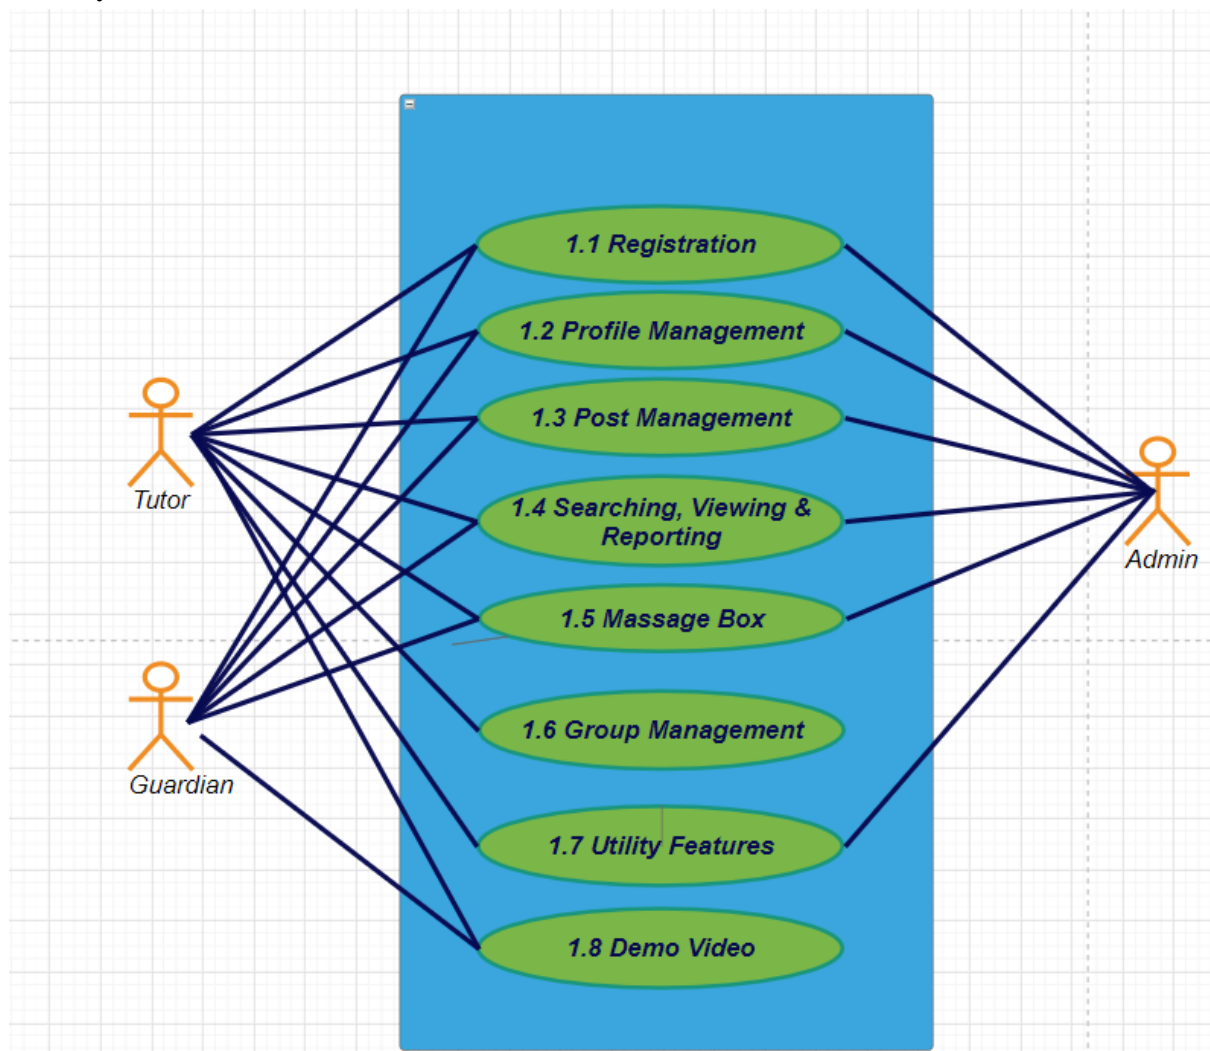 1.1 Registration
1.2 Profile Management
1.3 Post Management
Tutor
1.4 Searching, Viewing &
Reporting
Admin
1.5 Massage Box
1.6 Group Management
Guardian
1.7 Utility Features
1.8 Demo Video